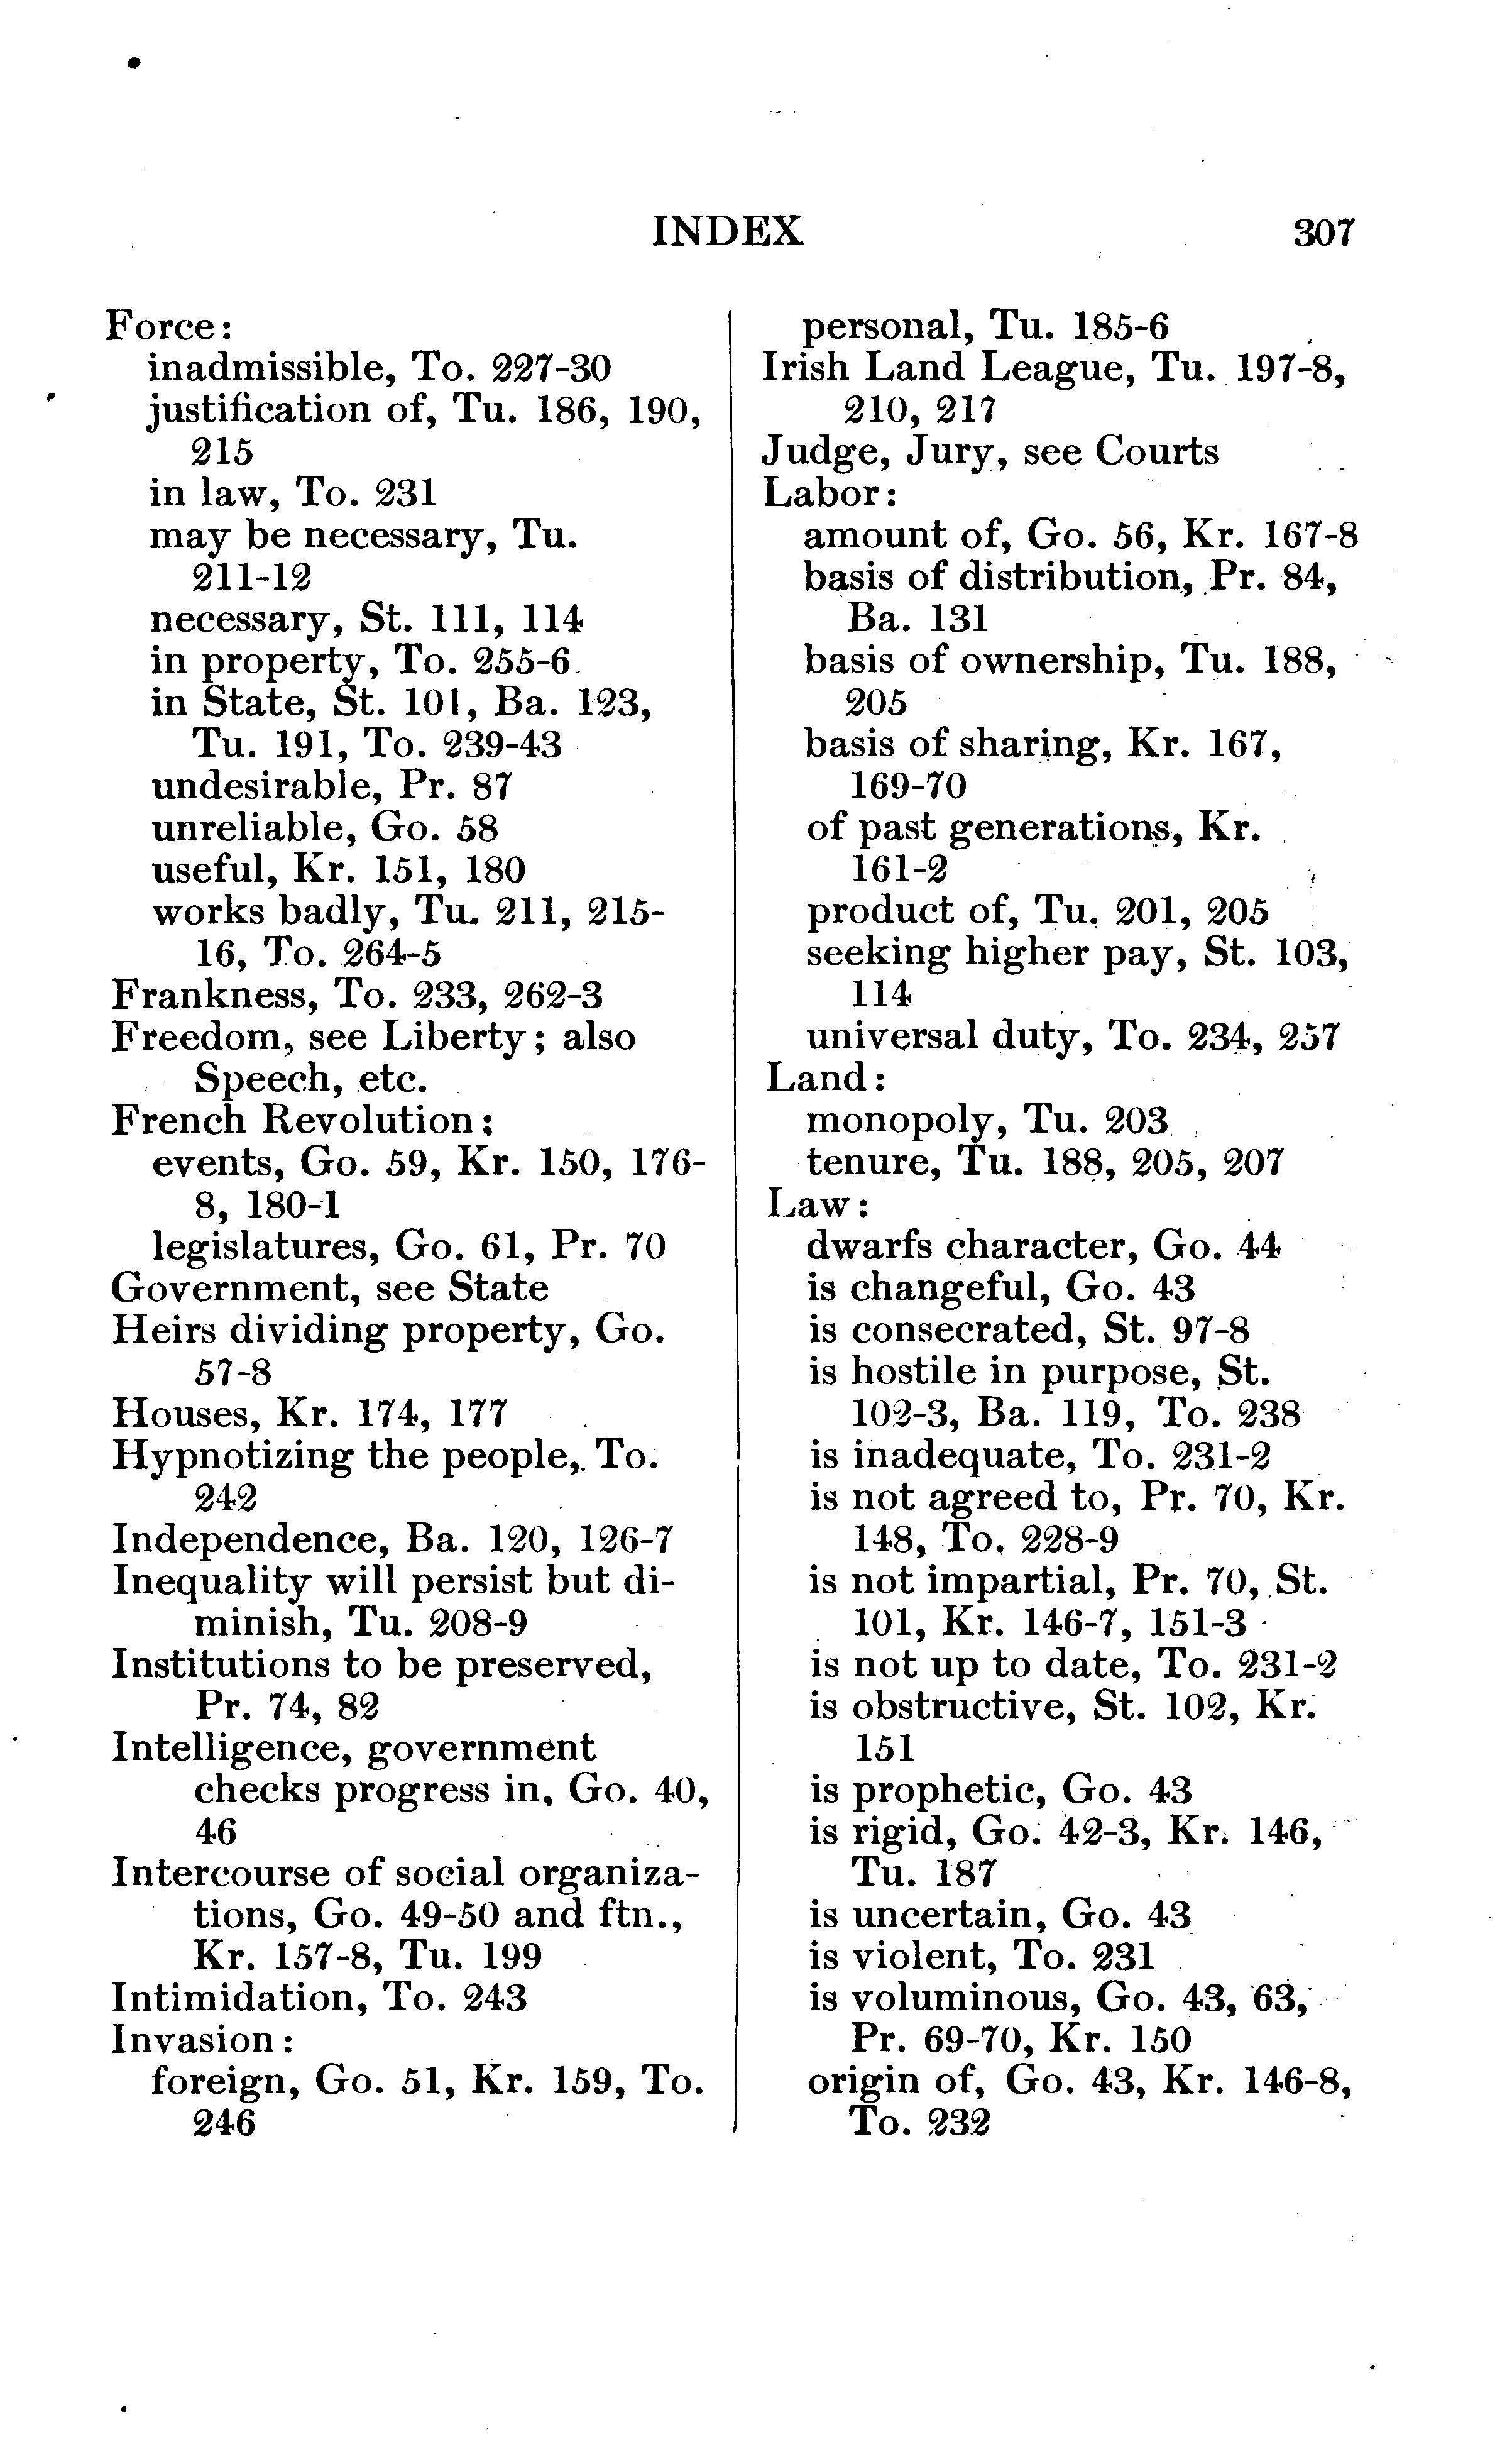 INDEX 307
Force:
inadmissible, To. 227-30
justification of, Tu. 186, 190,
215
in law, To. 231
may be necessary, Tu.
211-12
necessary, St. 111, 114
in property, To. 255-6
in State, St. 101, Ba. 123,
Tu. 191, To. 239-43
undesirable, Pr. 87
unreliable, Go. 58
useful, Kr. 151, 180
works badly, Tu. 211, 215-
16, To. 264-5
Frankness, To. 233, 262-3
Freedom, see Liberty; also
Speech, etc.
French Revolution;
events, Go. 59, Kr. 150, 176-
8, 180-1
legislatures, Go. 61, Pr. 70
Government, see State
Heirs dividing property, Go.
57-8
Houses, Kr. 174, 177
Hypnotizing the people, To.
242
Independence, Ba. 120, 126-7
Inequality will persist but di-
minish, Tu. 208-9
Institutions to be preserved,
Pr. 74, 82
Intelligence, government
checks progress in, Go. 40,
46
Intercourse of social organiza-
tions, Go. 49-50 and ftn.,
Kr. 157-8, Tu. 199
Intimidation, To. 243
Invasion:
foreign, Go. 51, Kr. 159, To.
246
personal, Tu. 185-6
Irish Land League, Tu. 197-8,
210, 217
Judge, Jury, see Courts
Labor:
amount of, Go. 56, Kr. 167-8
basis of distribution, Pr. 84,
Ba. 131
basis of ownership, Tu. 188,
205
basis of sharing, Kr. 167,
169-70
of past generations, Kr.
161-2
product of, Tu. 201, 205
seeking higher pay, St. 103,
114
universal duty, To. 234, 257
Land:
monopoly, Tu. 203
tenure, Tu. 188, 205, 207
Law:
dwarfs character, Go. 44
is changeful, Go. 43
is consecrated, St. 97-8
is hostile in purpose, St.
102-3, Ba. 119, To. 238
is inadequate, To. 231-2
is not agreed to, Pr. 70, Kr.
148, To. 228-9
is not impartial, Pr. 70, St.
101, Kr. 146-7, 151-3
is not up to date, To. 231-2
is obstructive, St. 102, Kr.
151
is prophetic, Go. 43
is rigid, Go. 42-3, Kr. 146,
Tu. 187
is uncertain, Go. 43
is violent, To. 231
is voluminous, Go. 43, 63,
Pr. 69-70, Kr. 150
origin of, Go. 43, Kr. 146-8,
To. 232